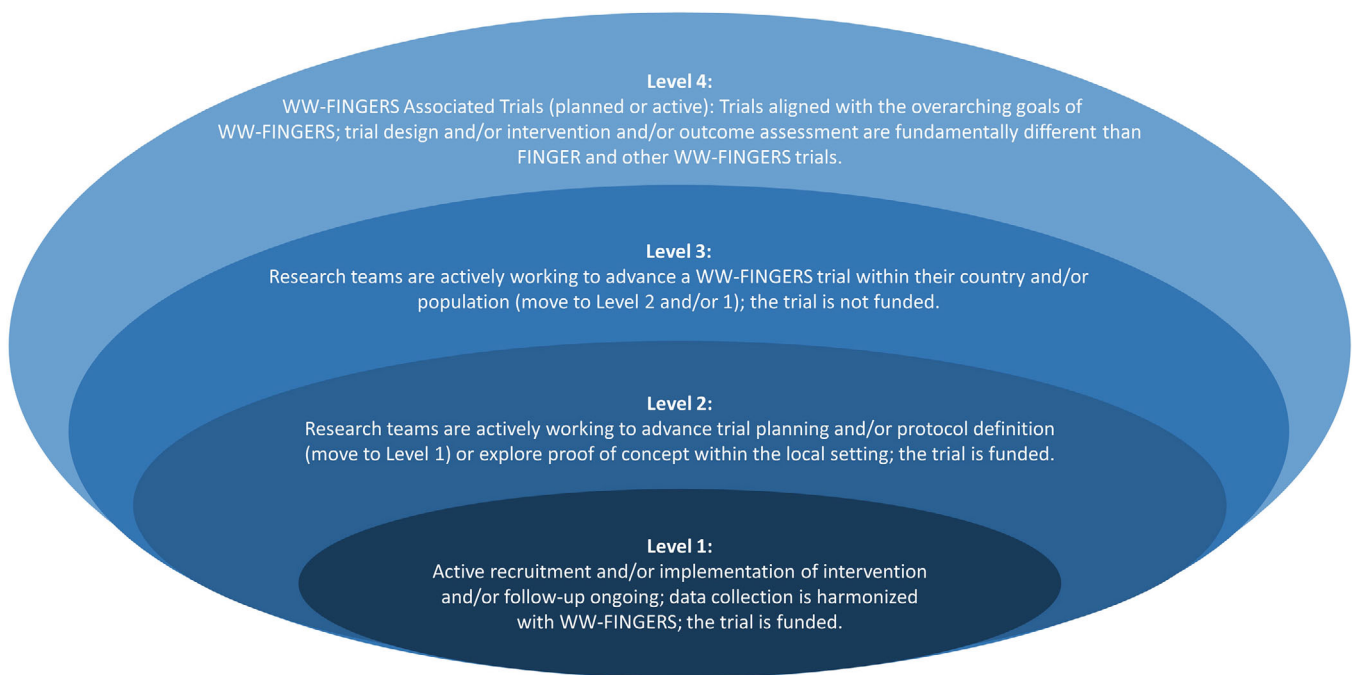 Level 4:
WW-FINGERS Associated Trials (planned or active): Trials aligned with the overarching goals of
WW-FINGERS; trial design and/or intervention and/or outcome assessment are fundamentally different than
FINGER and other WW-FINGERS trials.
Level 3:
Research teams are actively working to advance a WW-FINGERS trial within their country and/or
population (move to Level 2 and/or 1); the trial is not funded.
Level 2:
Research teams are actively working to advance trial planning and/or protocol definition
(move to Level 1) or explore proof of concept within the local setting; the trial is funded.
Level 1:
Active recruitment and/or implementation of intervention
and/or follow-up ongoing; data collection is harmonized
with WW-FINGERS; the trial is funded.